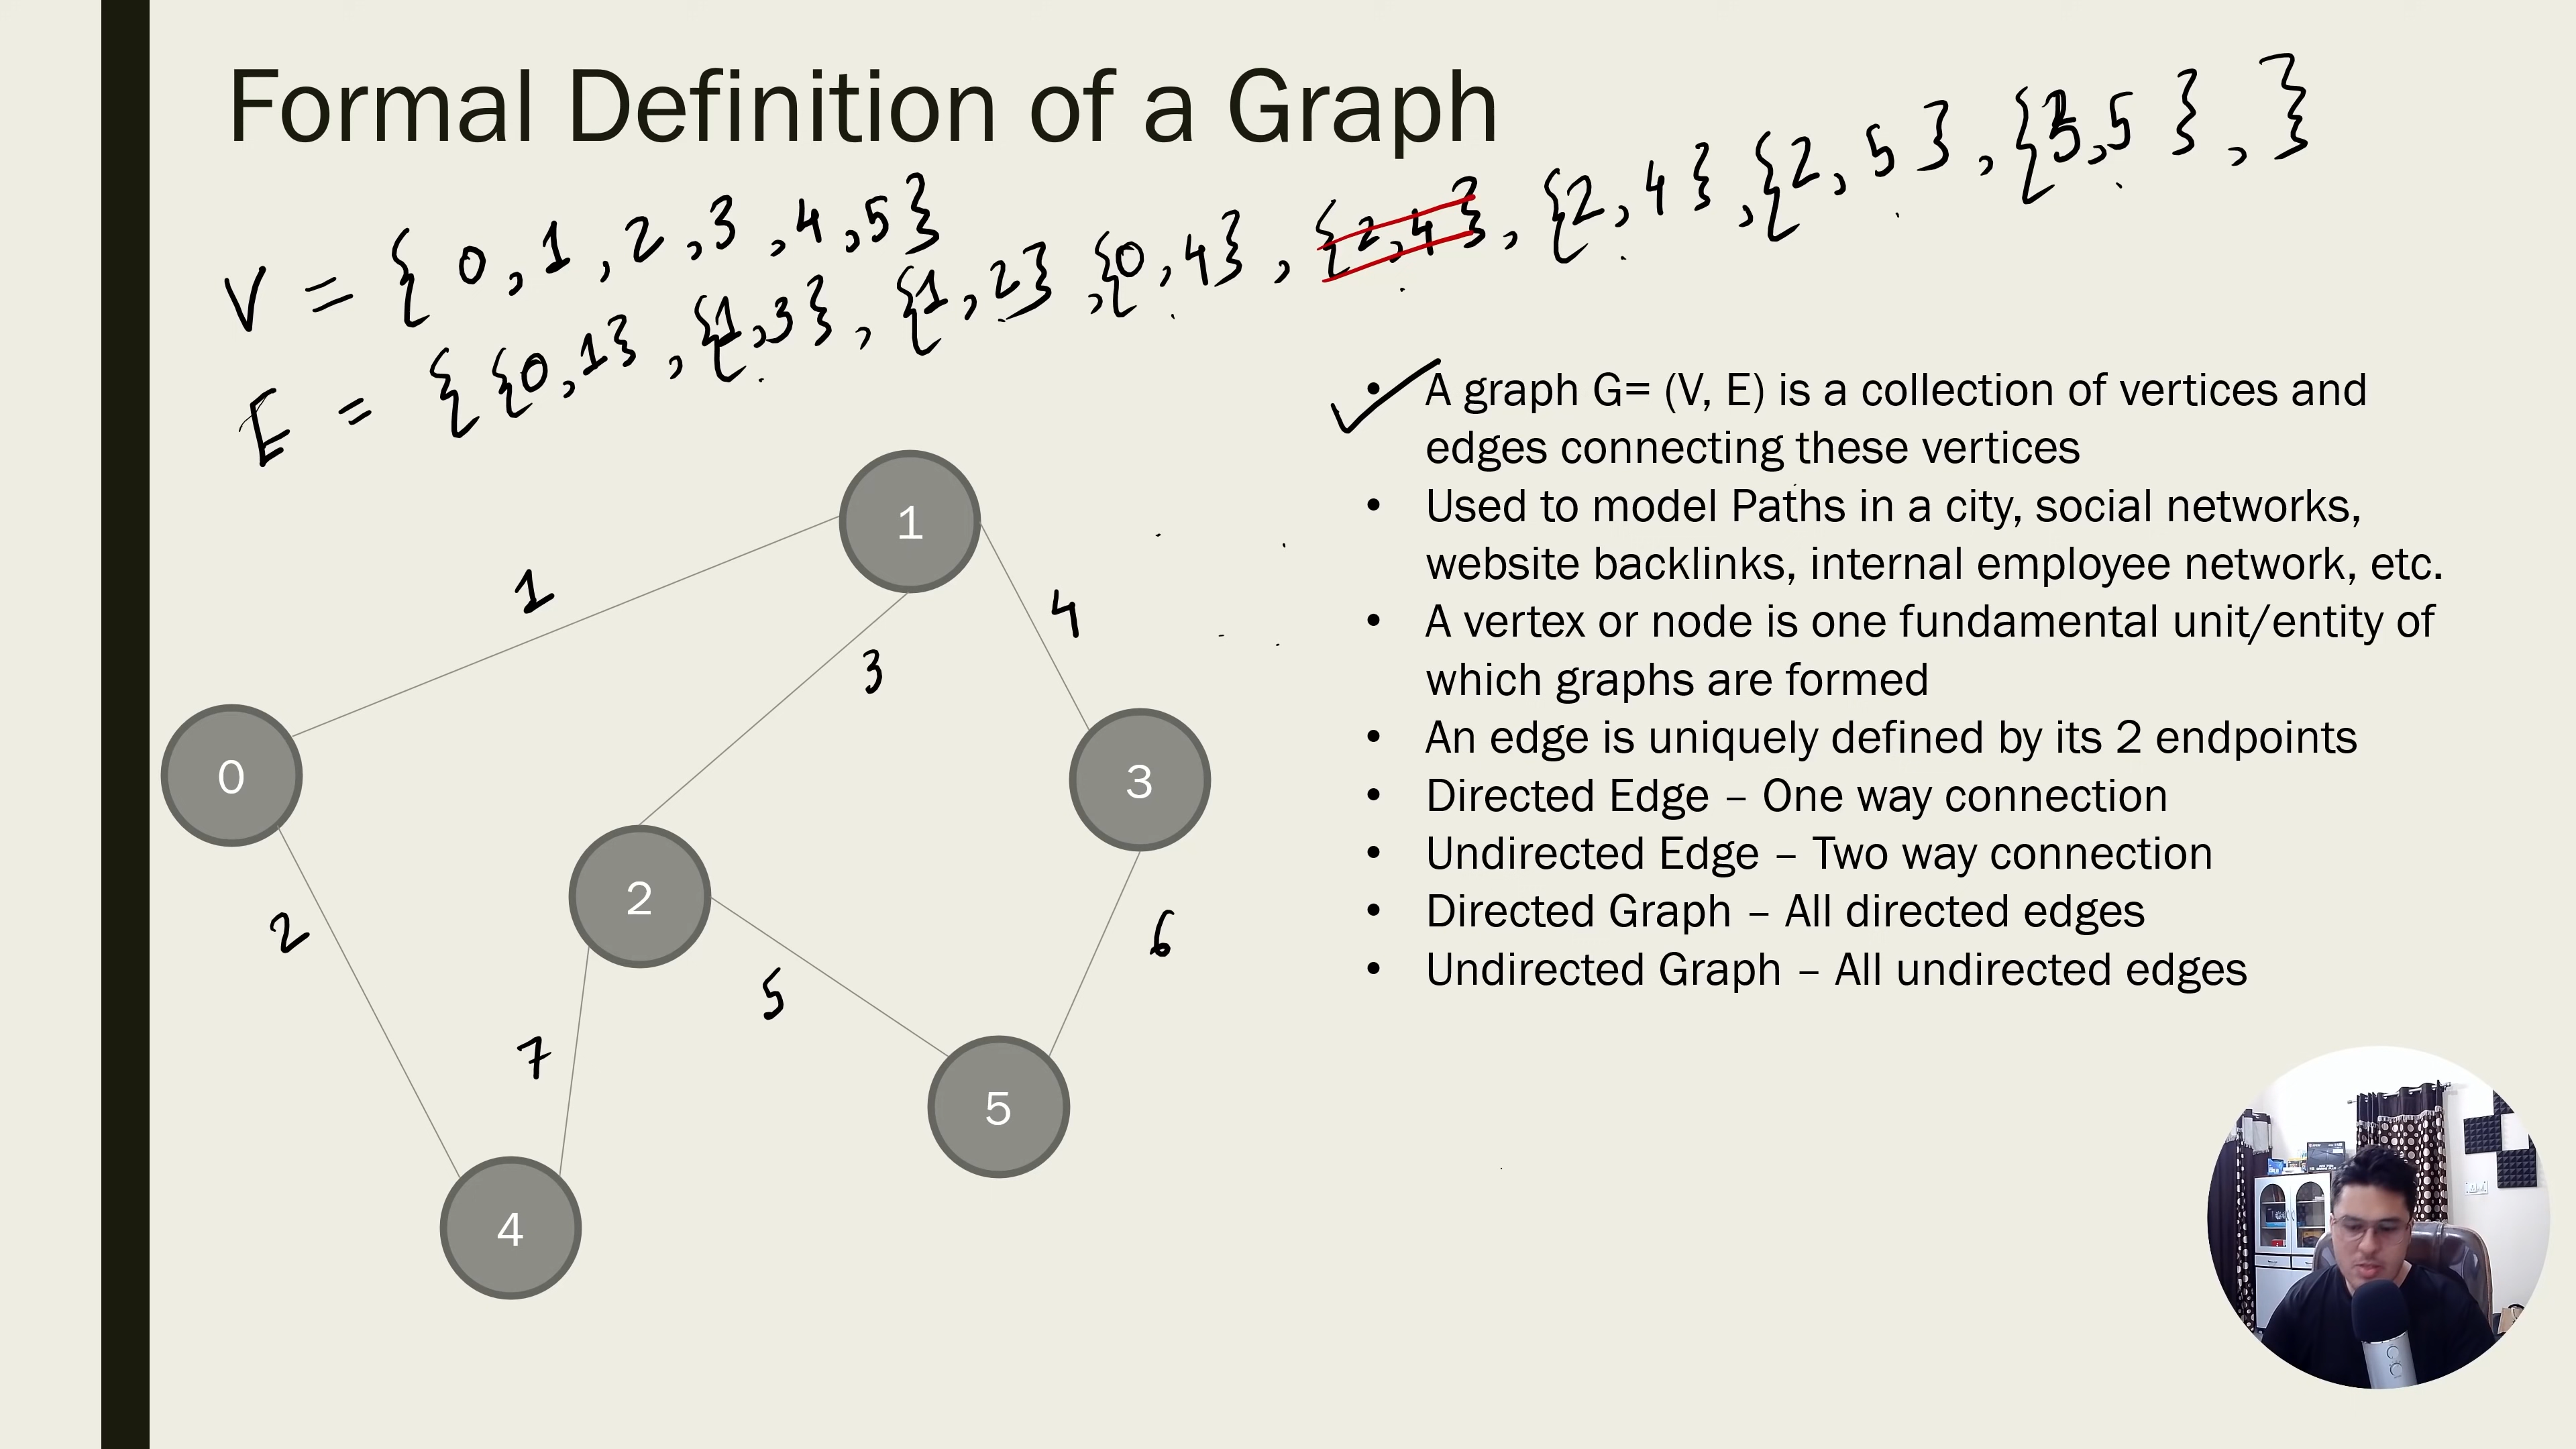 Formal Definition of a Graph
V = { 0 , 1 , 2 , 3 , 4 , 5 }
E = { {0,1} , {1,3} , {1,2} , {0,4} , {2,4} , {2,4} , {2,5} , {3,5} , }
• A graph G= (V, E) is a collection of vertices and
edges connecting these vertices
• Used to model Paths in a city, social networks,
website backlinks, internal employee network, etc.
• A vertex or node is one fundamental unit/entity of
which graphs are formed
• An edge is uniquely defined by its 2 endpoints
• Directed Edge – One way connection
• Undirected Edge – Two way connection
• Directed Graph – All directed edges
• Undirected Graph – All undirected edges
1
1
4
3
0
3
2
2
6
5
7
5
4